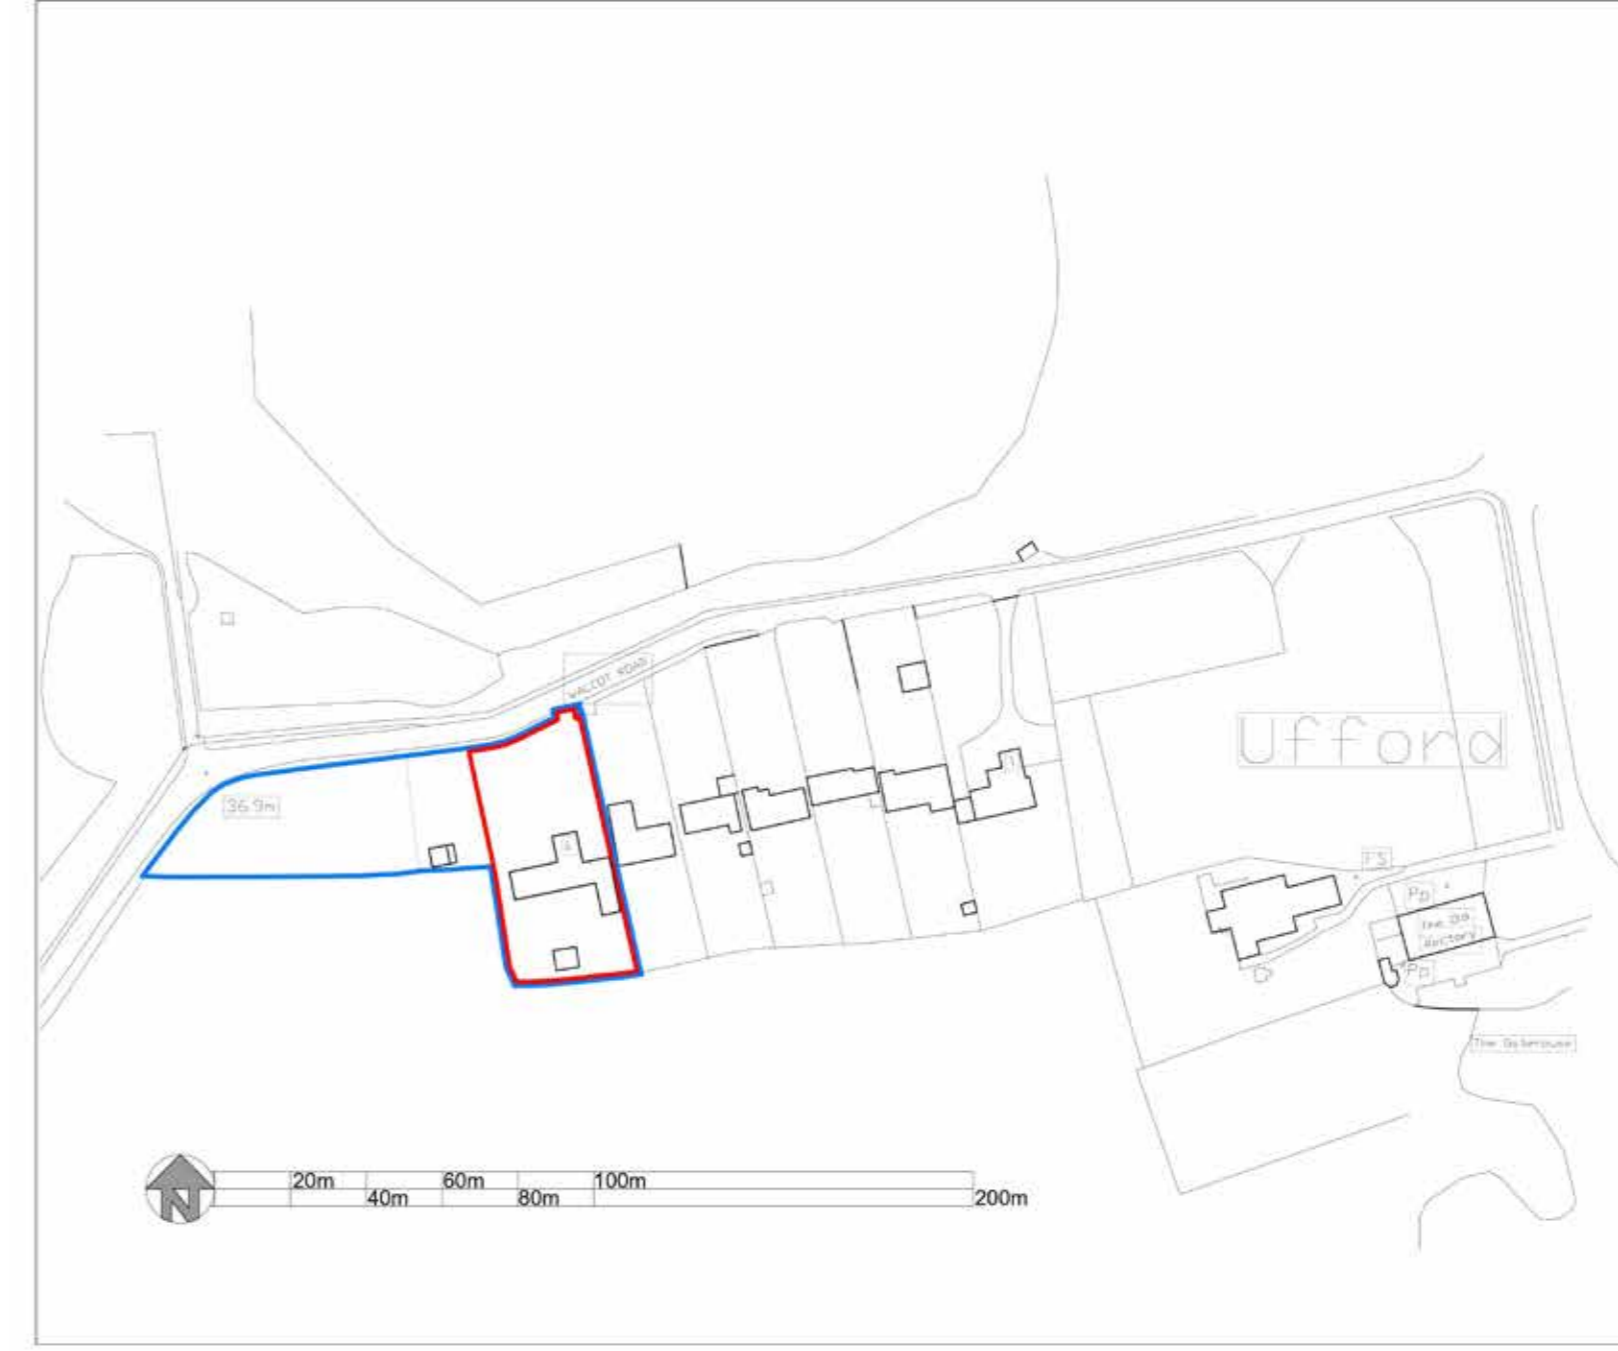 WALCOT ROAD
Ufford
36.9m
FS
Pp
The Old
Rectory
Pp
The Gatehouse
N
20m
60m
100m
40m
80m
200m